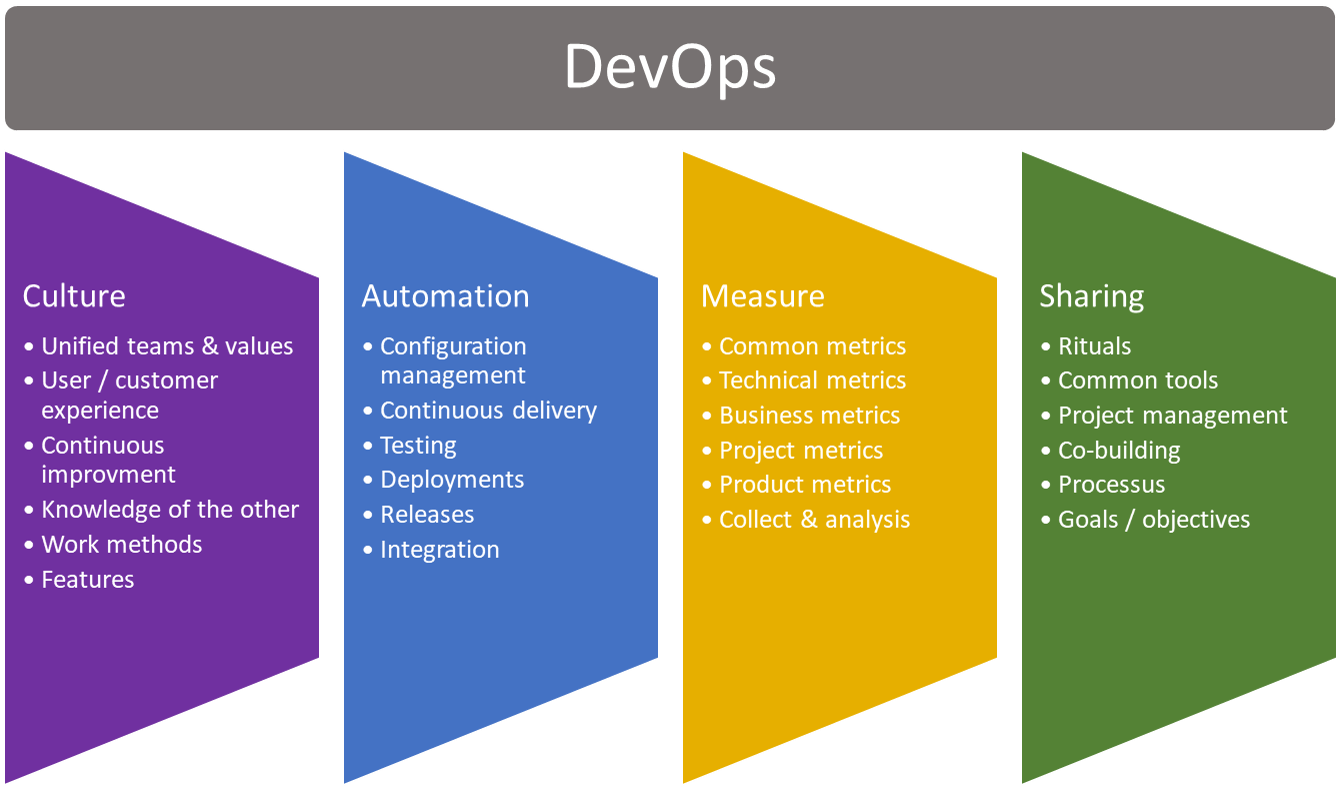 DevOps
Culture
• Unified teams & values
• User / customer
experience
• Continuous
improvment
• Knowledge of the other
• Work methods
• Features
Automation
• Configuration
management
• Continuous delivery
• Testing
• Deployments
• Releases
• Integration
Measure
• Common metrics
• Technical metrics
• Business metrics
• Project metrics
• Product metrics
• Collect & analysis
Sharing
• Rituals
• Common tools
• Project management
• Co-building
• Processus
• Goals / objectives